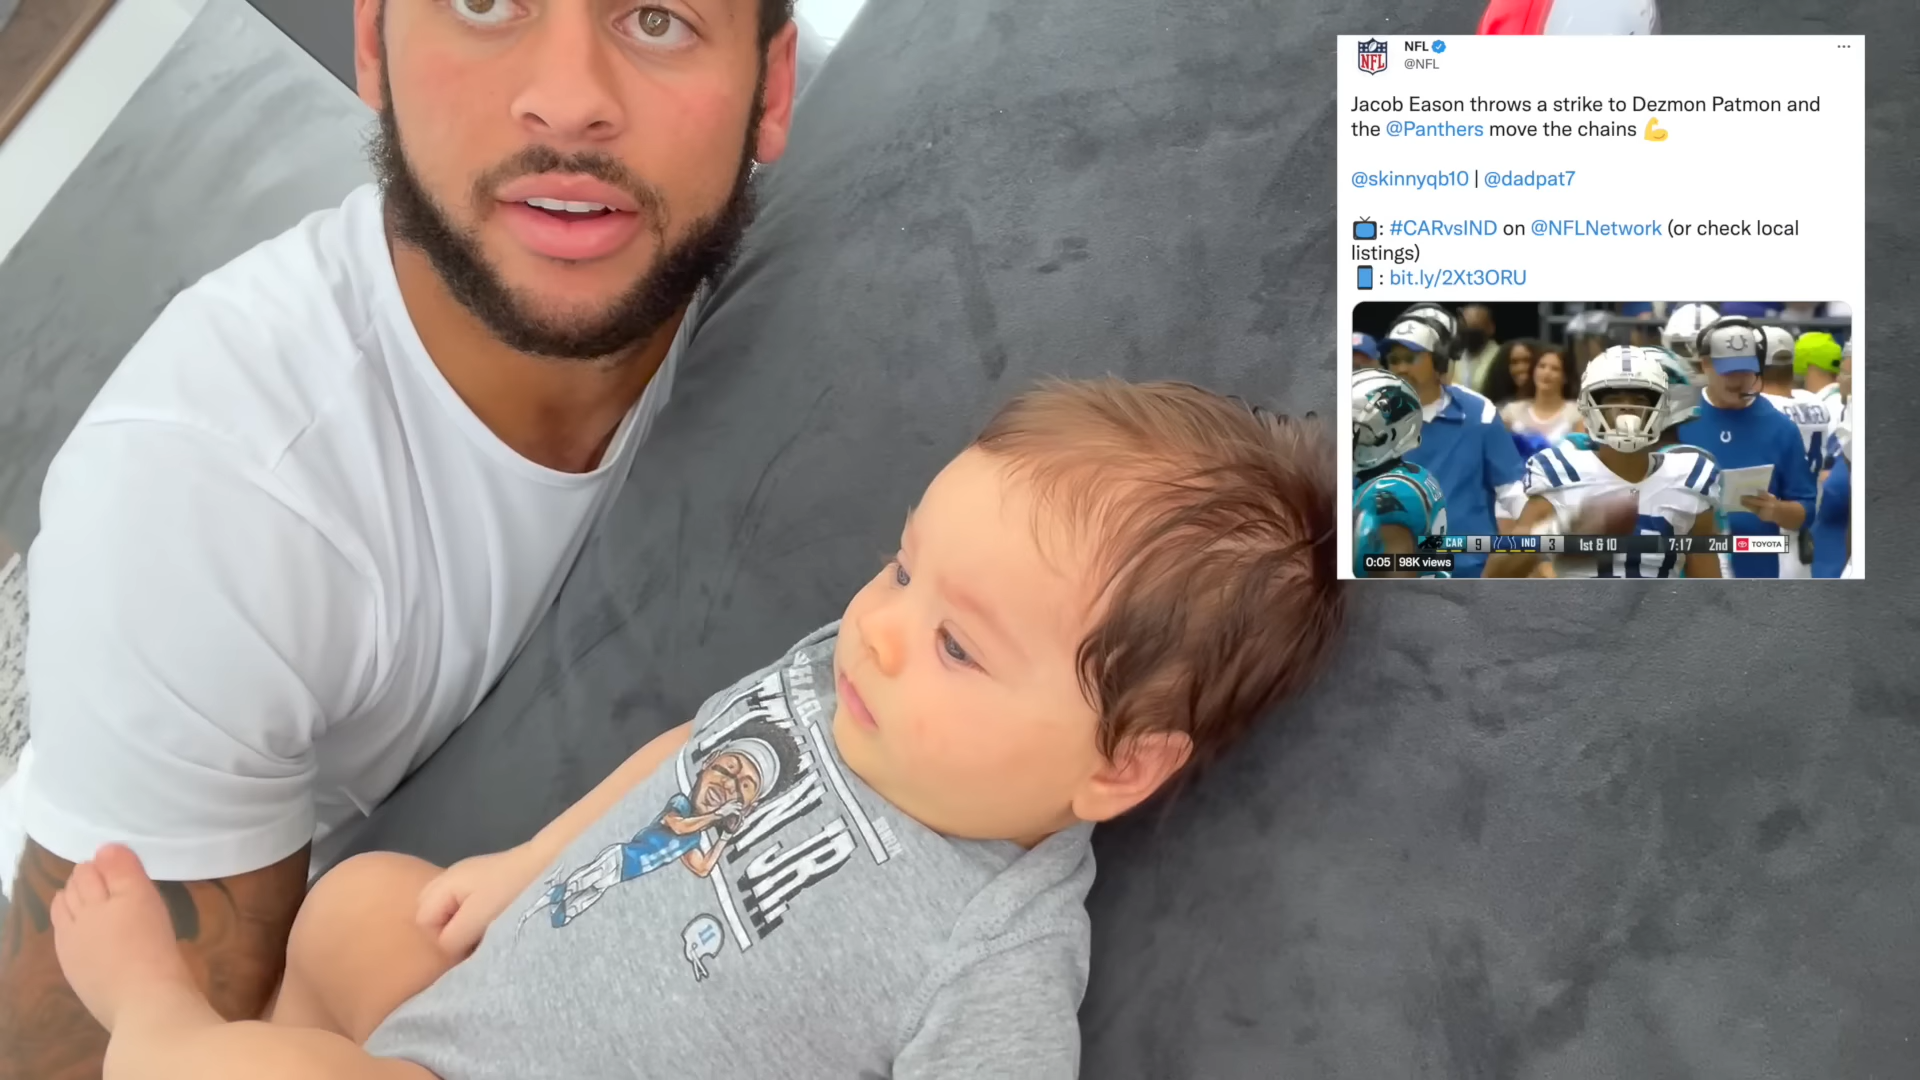 NFL
@NFL
Jacob Eason throws a strike to Dezmon Patmon and
the @Panthers move the chains 💪
@skinnyqb10 | @dadpat7
📺: #CARvsIND on @NFLNetwork (or check local
listings)
📱: bit.ly/2Xt3ORU
NFL
CAR 9 IND 3 1st & 10 7:17 2nd TOYOTA
0:05 98K views
JR.
11